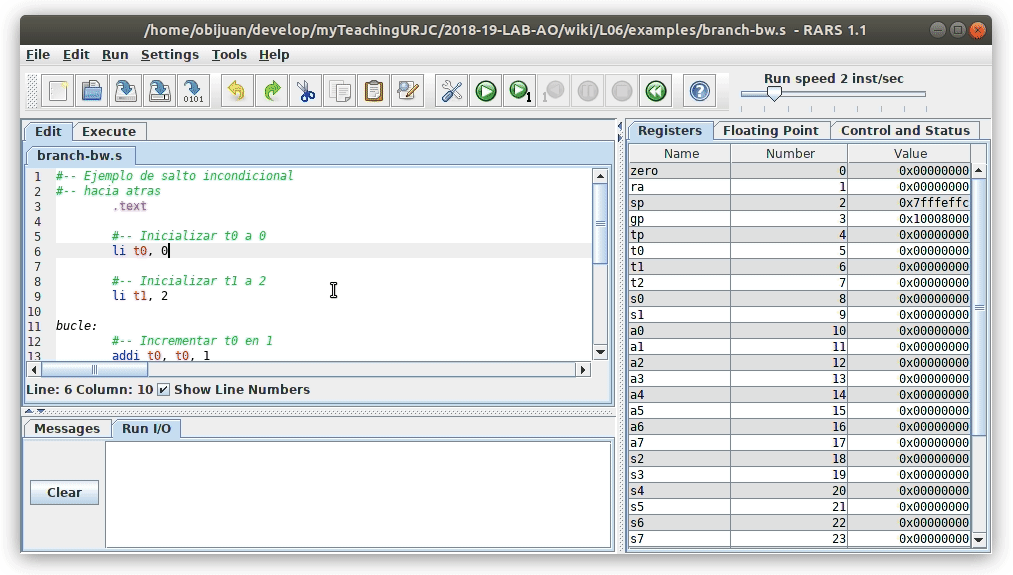 /home/obijuan/develop/myTeachingURJC/2018-19-LAB-AO/wiki/L06/examples/branch-bw.s - RARS 1.1
File Edit Run Settings Tools Help
0101
1
1
Run speed 2 inst/sec
Edit Execute
branch-bw.s
1 #-- Ejemplo de salto incondicional
2 #-- hacia atras
3 .text
4
5 #-- Inicializar t0 a 0
6 li t0, 0
7
8 #-- Inicializar t1 a 2
9 li t1, 2
10
11 bucle:
12 #-- Incrementar t0 en 1
13 addi t0, t0, 1
Line: 6 Column: 10 Show Line Numbers
Messages Run I/O
Clear
Registers Floating Point Control and Status
Name Number Value
zero 0 0x00000000
ra 1 0x00000000
sp 2 0x7fffeffc
gp 3 0x10008000
tp 4 0x00000000
t0 5 0x00000000
t1 6 0x00000000
t2 7 0x00000000
s0 8 0x00000000
s1 9 0x00000000
a0 10 0x00000000
a1 11 0x00000000
a2 12 0x00000000
a3 13 0x00000000
a4 14 0x00000000
a5 15 0x00000000
a6 16 0x00000000
a7 17 0x00000000
s2 18 0x00000000
s3 19 0x00000000
s4 20 0x00000000
s5 21 0x00000000
s6 22 0x00000000
s7 23 0x00000000